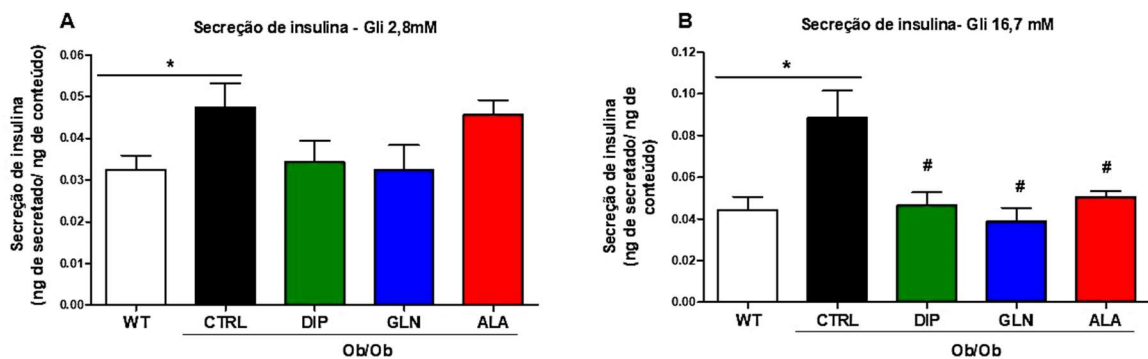 A
Secreção de insulina - Gli 2,8mM
Secreção de insulina
(ng de secretado/ ng de conteúdo)
0.06
0.05
0.04
0.03
0.02
0.01
0.00
*
WT
CTRL
DIP
GLN
ALA
Ob/Ob
B
Secreção de insulina- Gli 16,7 mM
Secreção de insulina
(ng de secretado/ ng de
conteúdo)
0.12
0.10
0.08
0.06
0.04
0.02
0.00
*
#
#
#
WT
CTRL
DIP
GLN
ALA
Ob/Ob